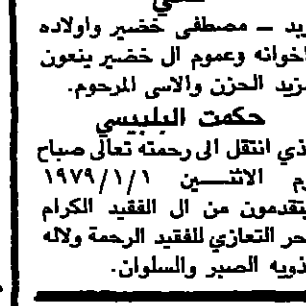 يد — مصطفى خضير واولاده
اخوانه وعموم ال خضير ينعون
زيد الحزن والاسى المرحوم.
حكمت البلبيسي
ذي انتقل الى رحمته تعالى صباح
م الاثنـــين ١/١/١٩٧٩
يتقدمون من ال الفقيد الكرام
حر التعازي للفقيد الرحمة ولاله
ذويه الصبر والسلوان.